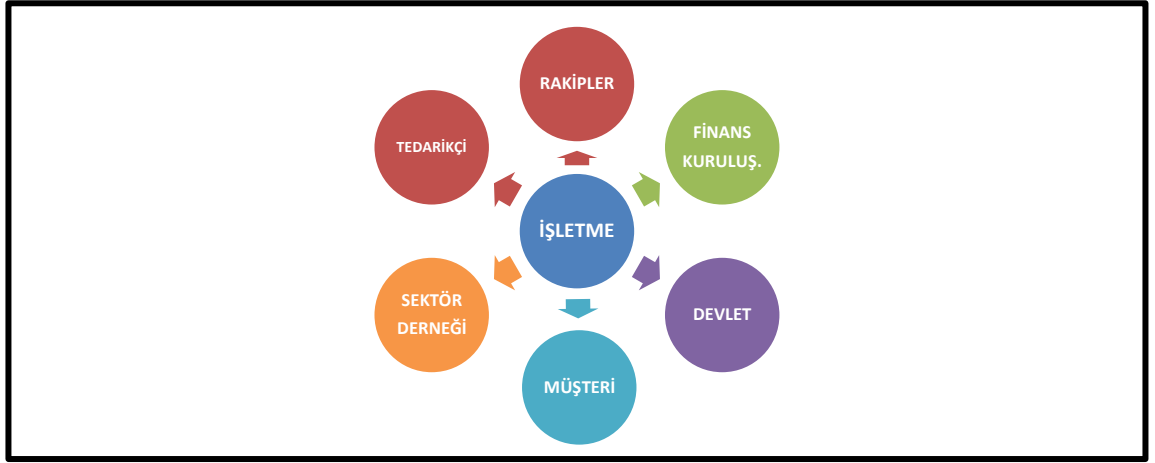 RAKİPLER
FİNANS
KURULUŞ.
TEDARİKÇİ
İŞLETME
SEKTÖR
DERNEĞİ
DEVLET
MÜŞTERİ